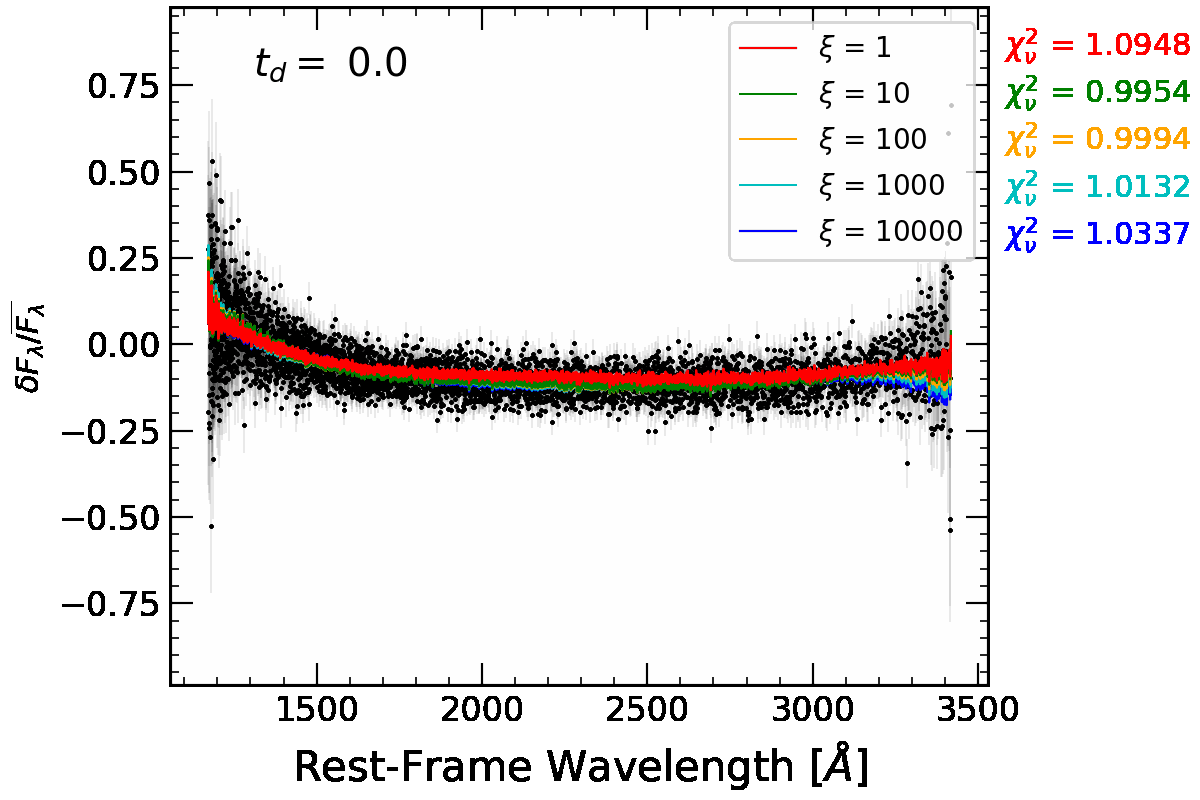 t_d = 0.0
ξ = 1
ξ = 10
ξ = 100
ξ = 1000
ξ = 10000
χ²_ν = 1.0948
χ²_ν = 0.9954
χ²_ν = 0.9994
χ²_ν = 1.0132
χ²_ν = 1.0337
0.75
0.50
0.25
0.00
−0.25
−0.50
−0.75
δF_λ/F̅_λ
1500 2000 2500 3000 3500
Rest-Frame Wavelength [Å]